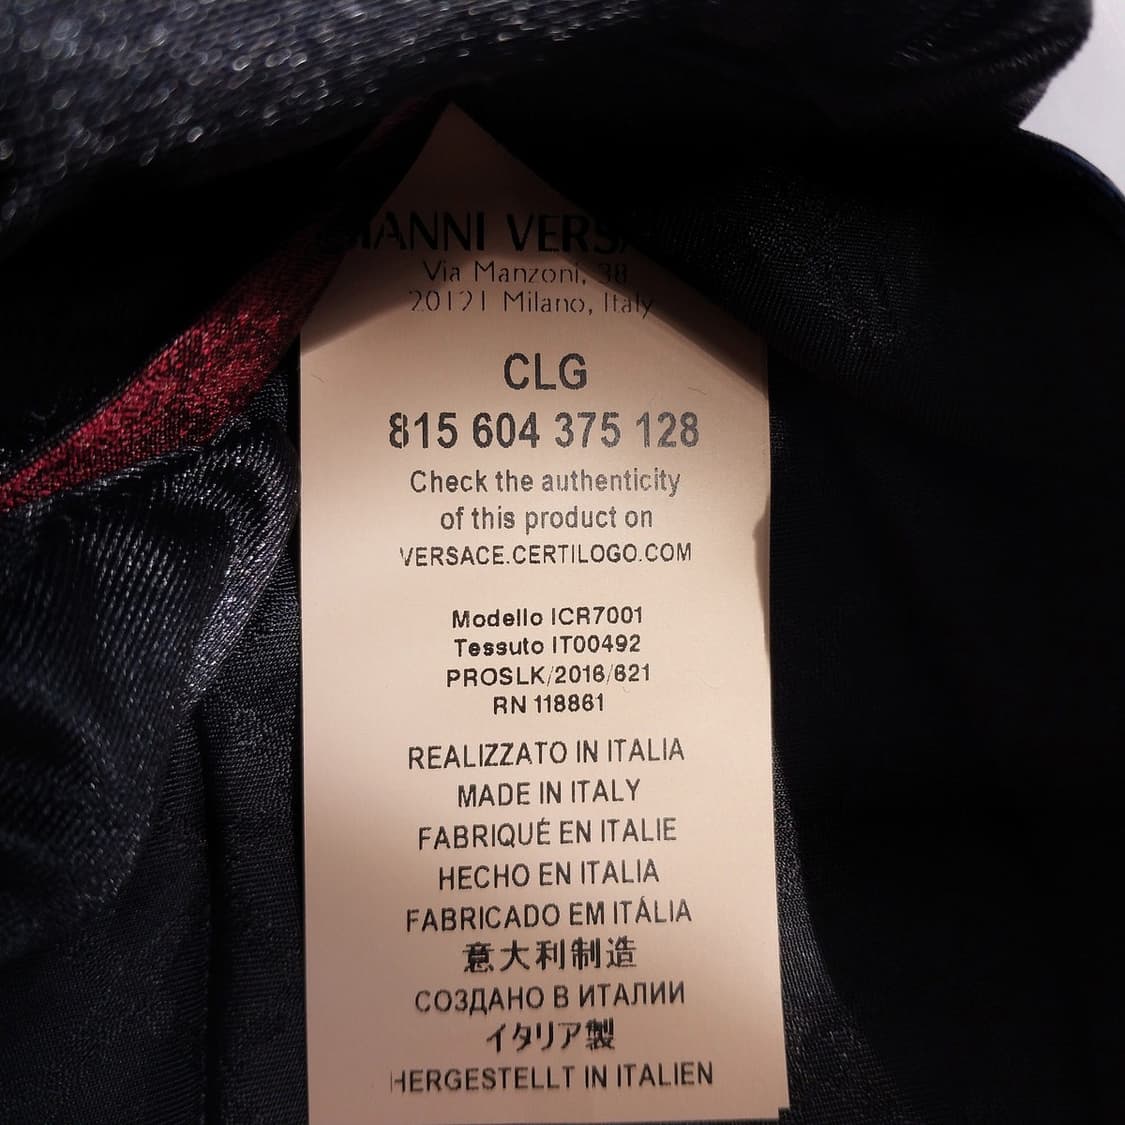 GIANNI VERSA
Via Manzoni, 38
20121 Milano, Italy
CLG
815 604 375 128
Check the authenticity
of this product on
VERSACE.CERTILOGO.COM
Modello ICR7001
Tessuto IT00492
PROSLK/2016/621
RN 118861
REALIZZATO IN ITALIA
MADE IN ITALY
FABRIQUÉ EN ITALIE
HECHO EN ITALIA
FABRICADO EM ITÁLIA
意大利制造
СОЗДАНО В ИТАЛИИ
イタリア製
HERGESTELLT IN ITALIEN